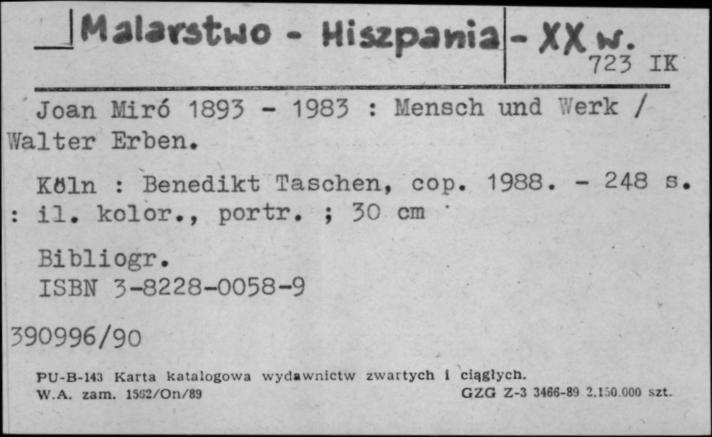 Malarstwo - Hiszpania - XX w.
723 IK
Joan Miró 1893 - 1983 : Mensch und Werk /
Walter Erben.
Köln : Benedikt Taschen, cop. 1988. - 248 s.
: il. kolor., portr. ; 30 cm
Bibliogr.
ISBN 3-8228-0058-9
390996/90
PU-B-143 Karta katalogowa wydawnictw zwartych i ciągłych.
W.A. zam. 1562/On/89 GZG Z-3 3466-89 2.150.000 szt.